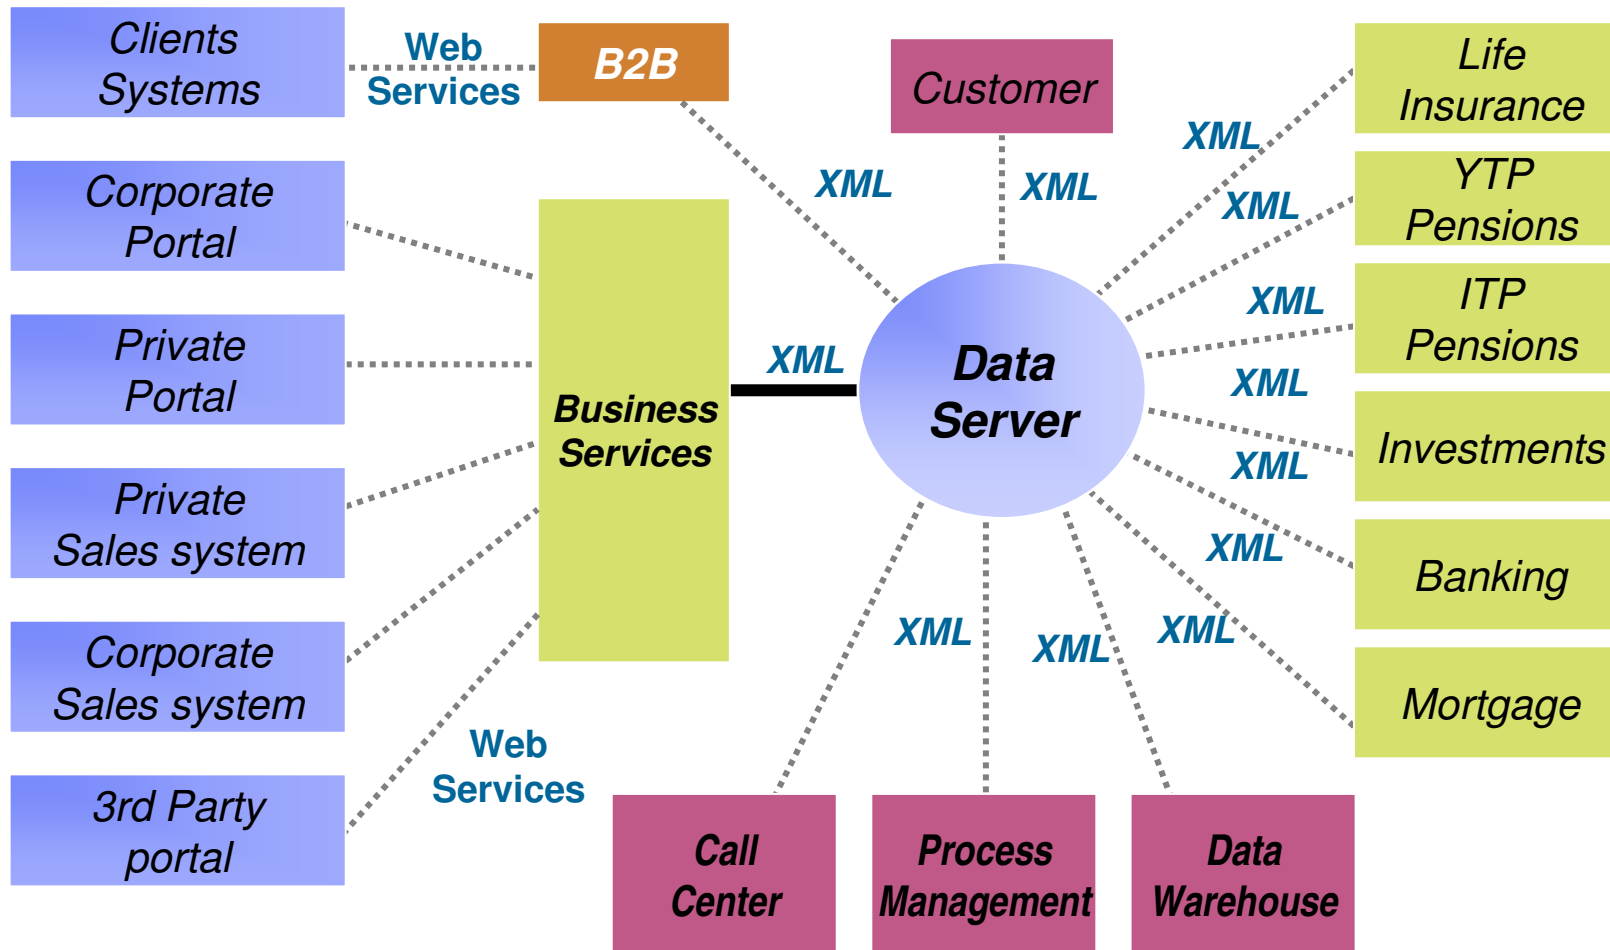 Clients
Systems
Web
Services
B2B
Customer
Life
Insurance
XML
XML
XML
Corporate
Portal
YTP
Pensions
XML
ITP
Pensions
XML
Private
Portal
XML
Data
Server
XML
Business
Services
Investments
XML
Private
Sales system
XML
Banking
Corporate
Sales system
XML
XML
XML
Mortgage
Web
Services
3rd Party
portal
Call
Center
Process
Management
Data
Warehouse